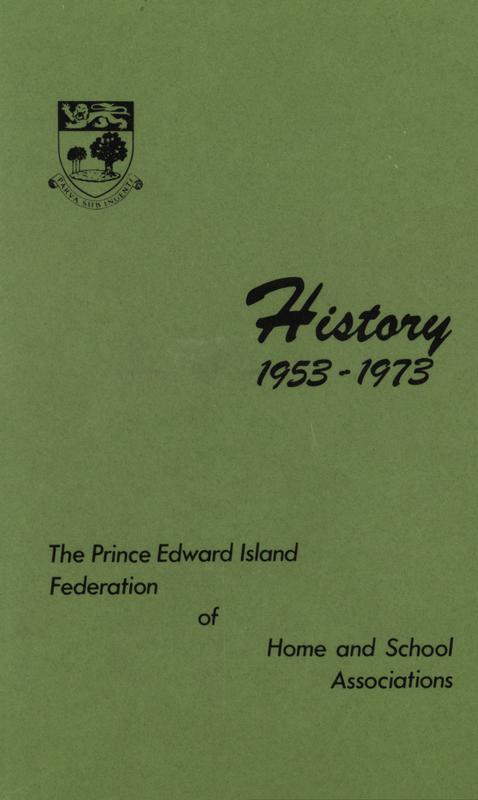 PARVA SUB INGENTI
History
1953-1973
The Prince Edward Island
Federation
of
Home and School
Associations